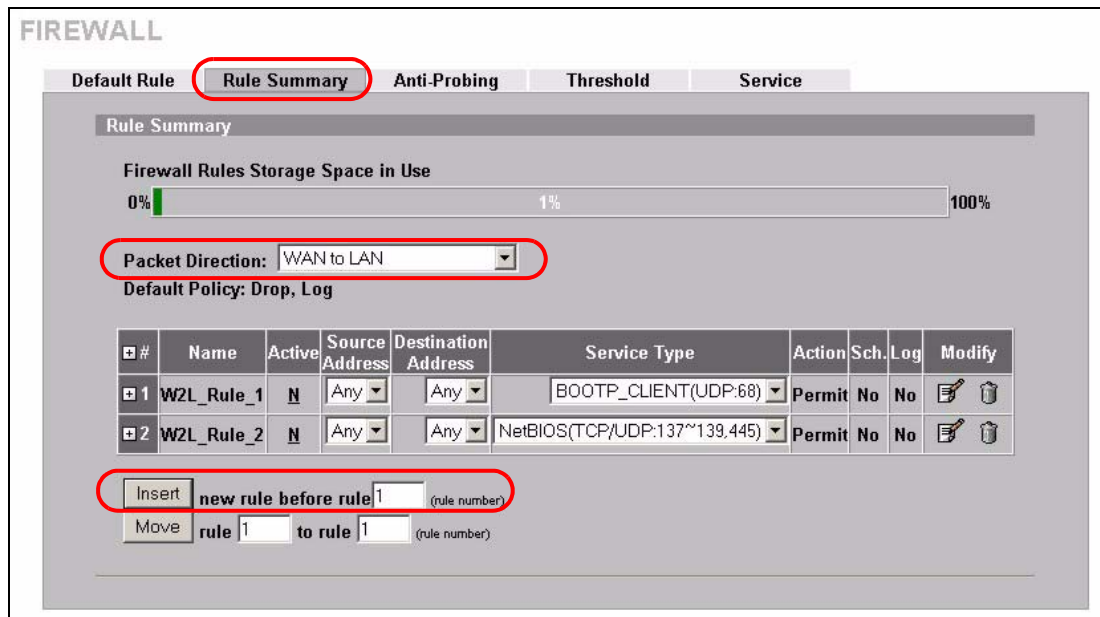 FIREWALL
Default Rule Rule Summary Anti-Probing Threshold Service
Rule Summary
Firewall Rules Storage Space in Use
0% 1% 100%
Packet Direction: WAN to LAN
Default Policy: Drop, Log
# Name Active Source Address Destination Address Service Type Action Sch. Log Modify
1 W2L_Rule_1 N Any Any BOOTP_CLIENT(UDP:68) Permit No No
2 W2L_Rule_2 N Any Any NetBIOS(TCP/UDP:137~139,445) Permit No No
Insert new rule before rule 1 (rule number)
Move rule 1 to rule 1 (rule number)